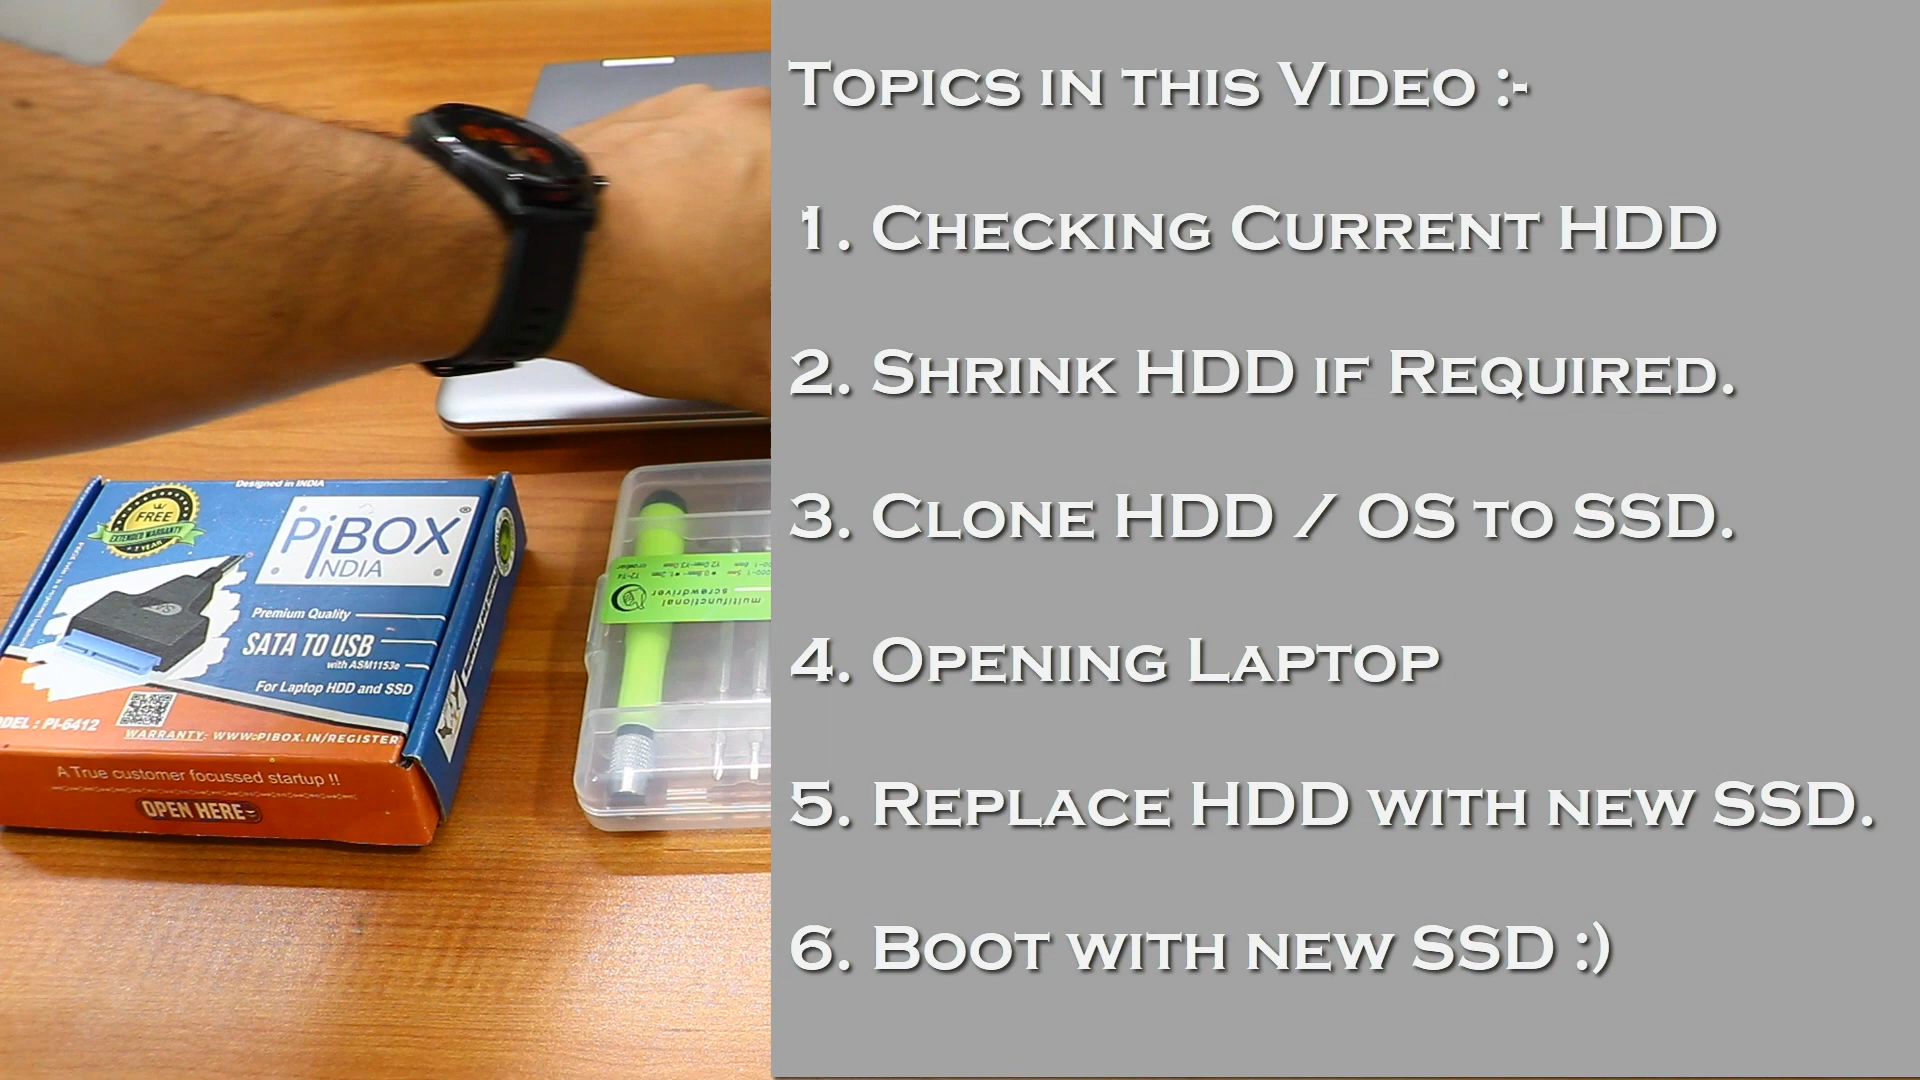 Designed in INDIA
FREE
EXTENDED WARRANTY
PiBOX
INDIA
Premium Quality
SATA TO USB
with ASM1153e
For Laptop HDD and SSD
: PI-6412
WARRANTY: WWW.PIBOX.IN/REGISTER
A True customer focussed startup !!
OPEN HERE
multifunctional
screwdriver
Topics in this Video :-
1. Checking Current HDD
2. Shrink HDD if Required.
3. Clone HDD / OS to SSD.
4. Opening Laptop
5. Replace HDD with new SSD.
6. Boot with new SSD :)